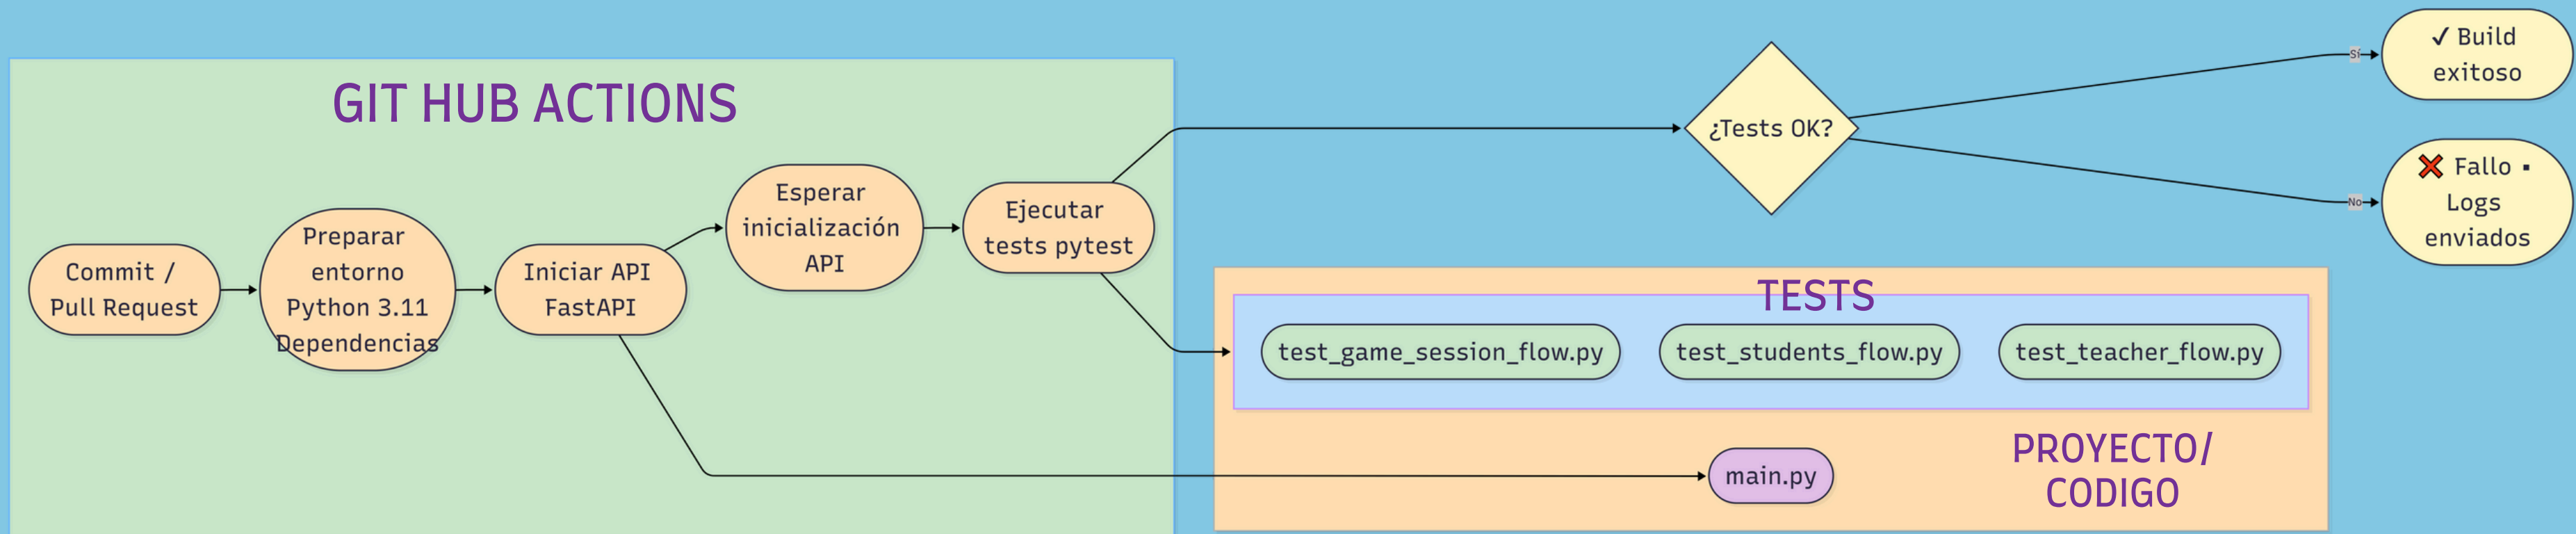 GIT HUB ACTIONS
Commit /
Pull Request
Preparar
entorno
Python 3.11
Dependencias
Iniciar API
FastAPI
Esperar
inicialización
API
Ejecutar
tests pytest
¿Tests OK?
Sí
✓ Build
exitoso
No
❌ Fallo ▪
Logs
enviados
TESTS
test_game_session_flow.py
test_students_flow.py
test_teacher_flow.py
main.py
PROYECTO/
CODIGO